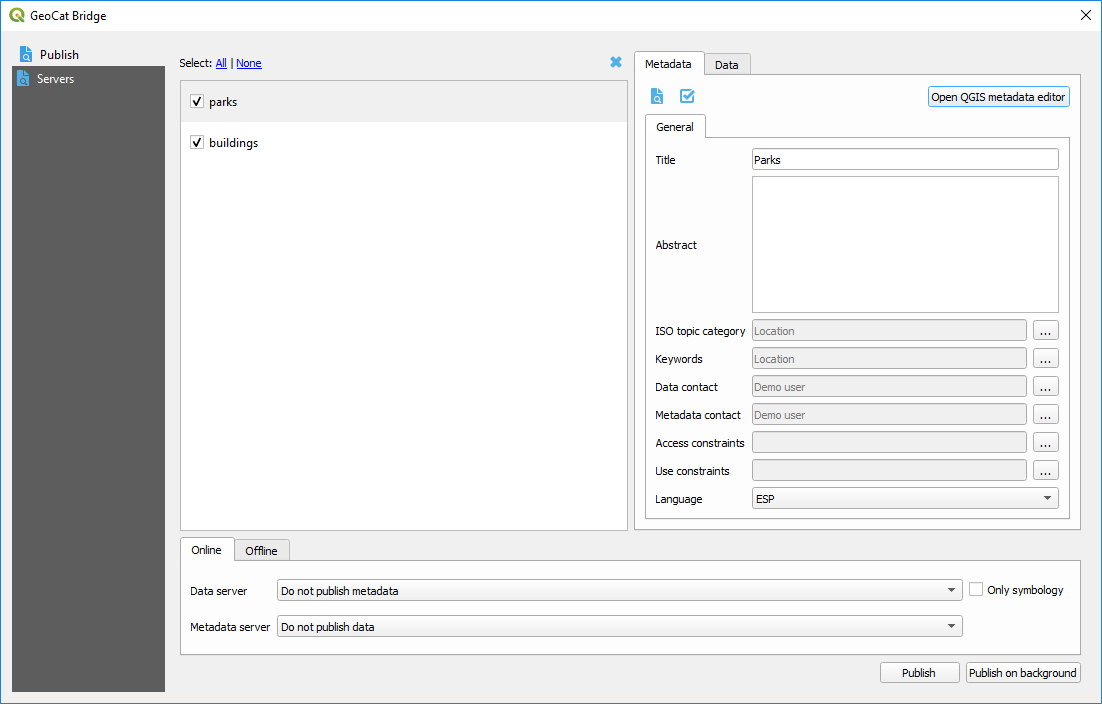 GeoCat Bridge
Publish
Servers
Select: All | None
parks
buildings
Metadata
Data
Open QGIS metadata editor
General
Title
Parks
Abstract
ISO topic category
Location
...
Keywords
Location
...
Data contact
Demo user
...
Metadata contact
Demo user
...
Access constraints
...
Use constraints
...
Language
ESP
Online
Offline
Data server
Do not publish metadata
Only symbology
Metadata server
Do not publish data
Publish
Publish on background